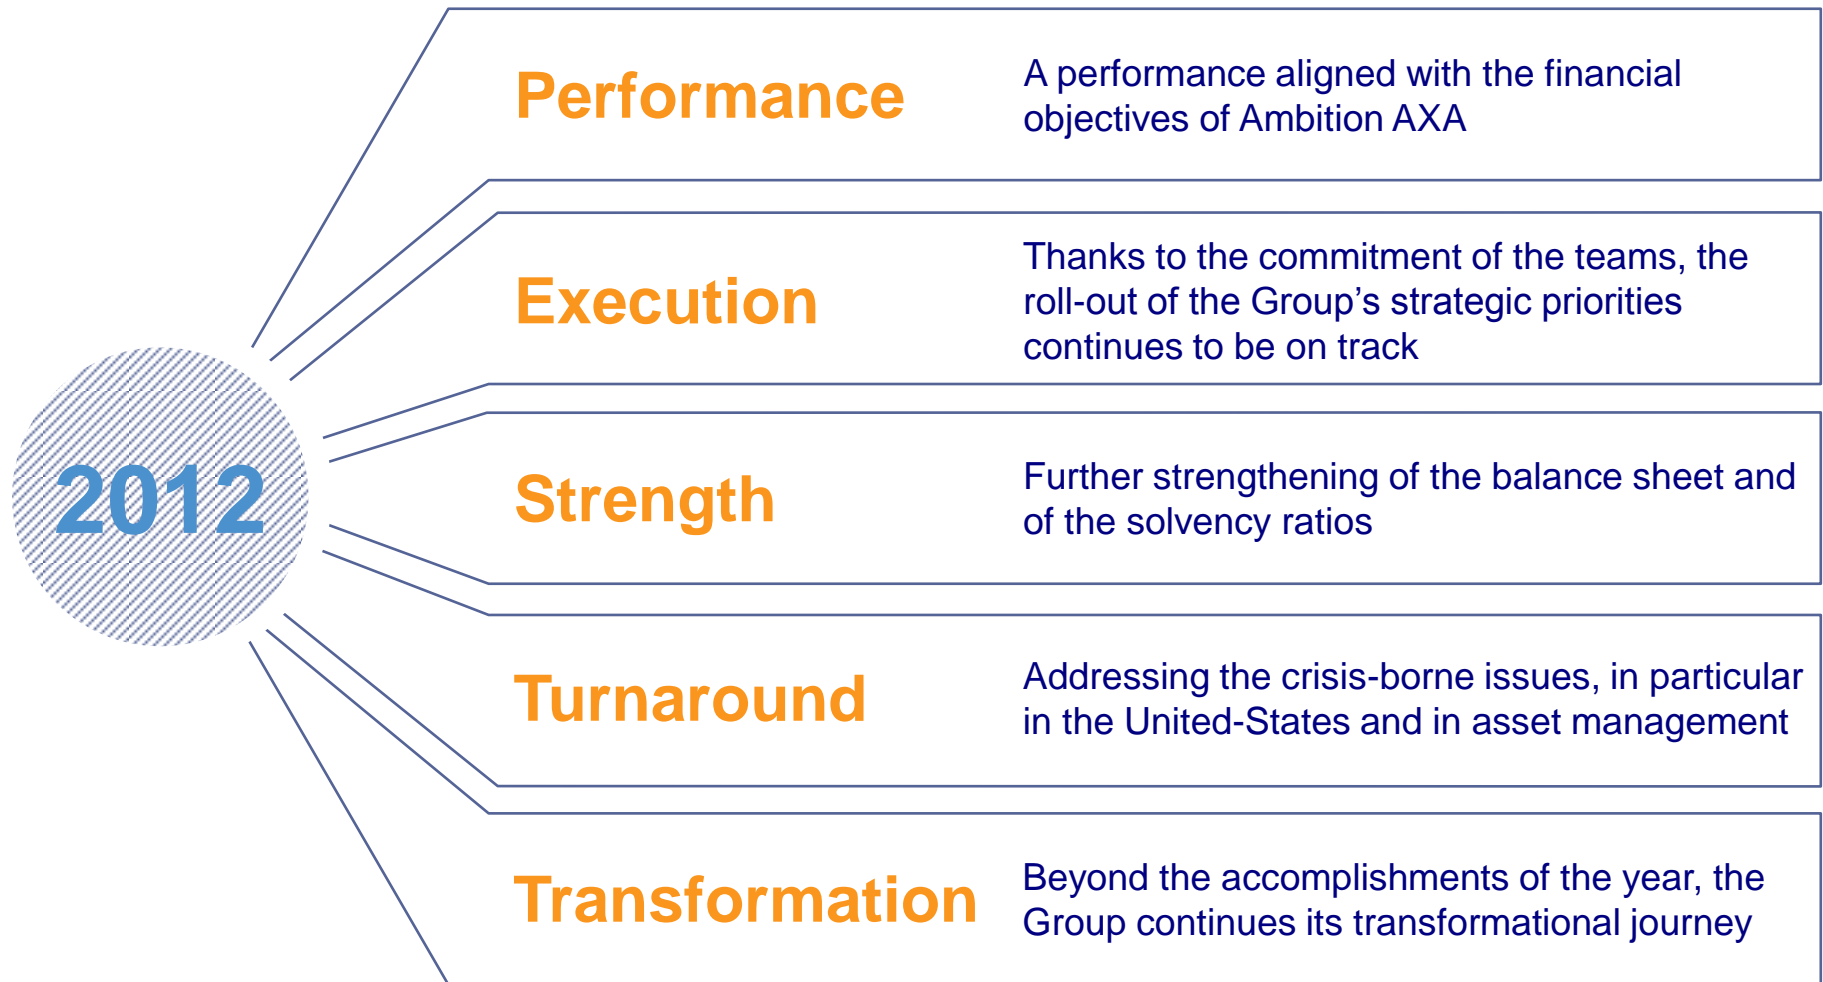 2012
Performance
A performance aligned with the financial
objectives of Ambition AXA
Execution
Thanks to the commitment of the teams, the
roll-out of the Group’s strategic priorities
continues to be on track
Strength
Further strengthening of the balance sheet and
of the solvency ratios
Turnaround
Addressing the crisis-borne issues, in particular
in the United-States and in asset management
Transformation
Beyond the accomplishments of the year, the
Group continues its transformational journey